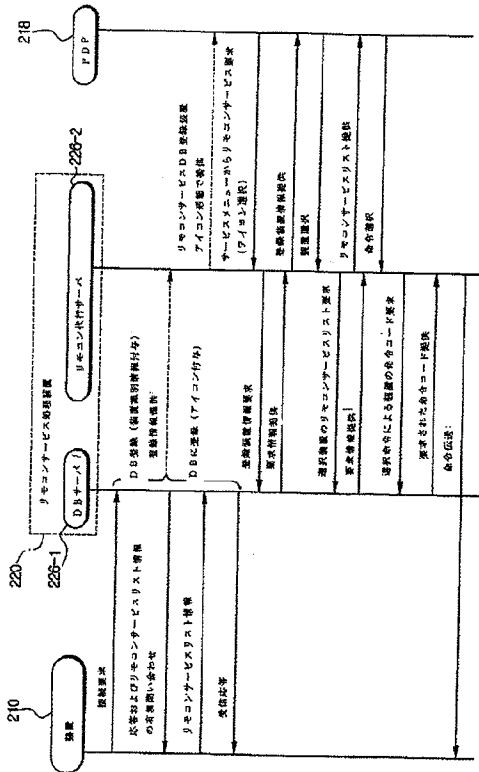 210
装置
220
リモコンサービス処理装置
226-1
DBサーバ
226-2
リモコン代行サーバ
218
PDP
接続要求
応答およびリモコンサービスリスト情報
の有無問い合わせ
リモコンサービスリスト情報
受信応答
DB登録(装置識別情報付与)
登録情報提供
DBに登録(アイコン付与)
リモコンサービスDB登録装置
アイコン形態で提供
サービスメニューからリモコンサービス要求
(アイコン選択)
登録装置情報要求
要求情報提供
登録装置情報提供
装置選択
選択装置のリモコンサービスリスト要求
要求情報提供
リモコンサービスリスト提供
命令選択
選択命令による装置の命令コード要求
要求された命令コード提供
命令伝送